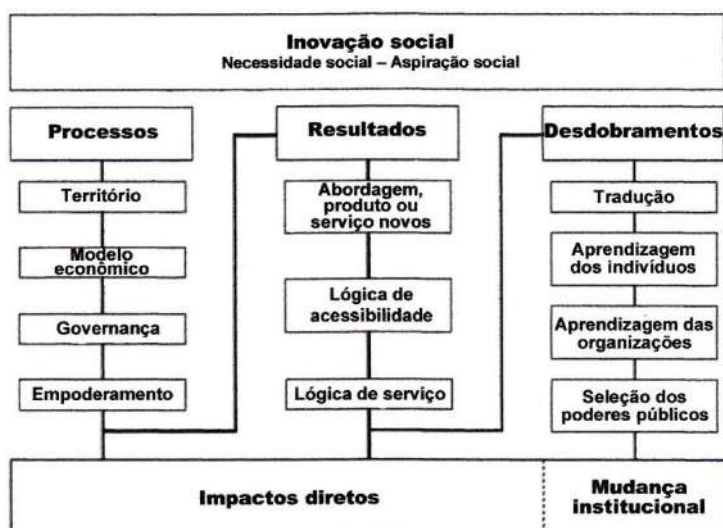 Inovação social
Necessidade social – Aspiração social
Processos
Território
Modelo
econômico
Governança
Empoderamento
Resultados
Abordagem,
produto ou
serviço novos
Lógica de
acessibilidade
Lógica de serviço
Desdobramentos
Tradução
Aprendizagem
dos indivíduos
Aprendizagem das
organizações
Seleção dos
poderes públicos
Impactos diretos
Mudança
institucional